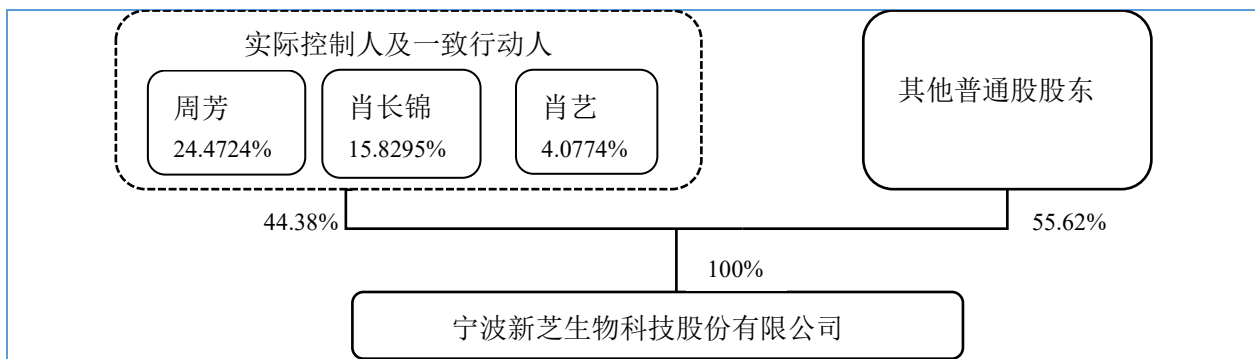 实际控制人及一致行动人
周芳
24.4724%
肖长锦
15.8295%
肖艺
4.0774%
其他普通股股东
44.38%
55.62%
100%
宁波新芝生物科技股份有限公司